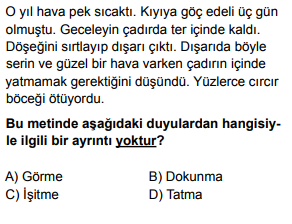 O yıl hava pek sıcaktı. Kıyıya göç edeli üç gün
olmuştu. Geceleyin çadırda ter içinde kaldı.
Döşeğini sırtlayıp dışarı çıktı. Dışarıda böyle
serin ve güzel bir hava varken çadırın içinde
yatmamak gerektiğini düşündü. Yüzlerce cırcır
böceği ötüyordu.
Bu metinde aşağıdaki duyulardan hangisiy-
le ilgili bir ayrıntı yoktur?
A) Görme B) Dokunma
C) İşitme D) Tatma